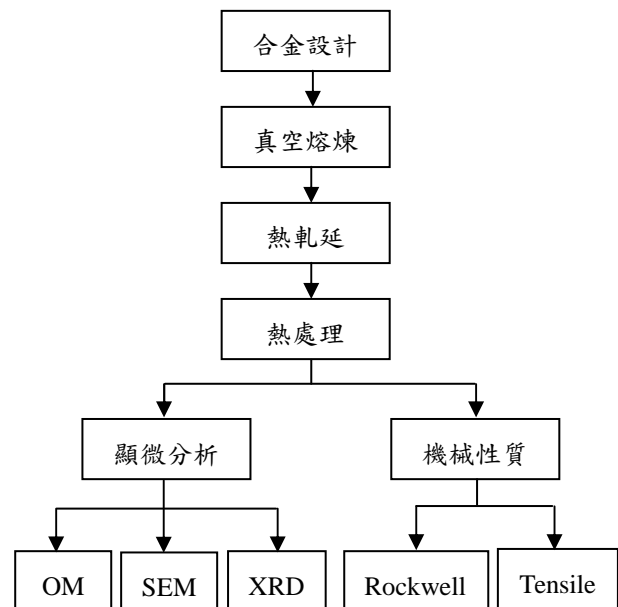 合金設計
真空熔煉
熱軋延
熱處理
顯微分析
機械性質
OM
SEM
XRD
Rockwell
Tensile